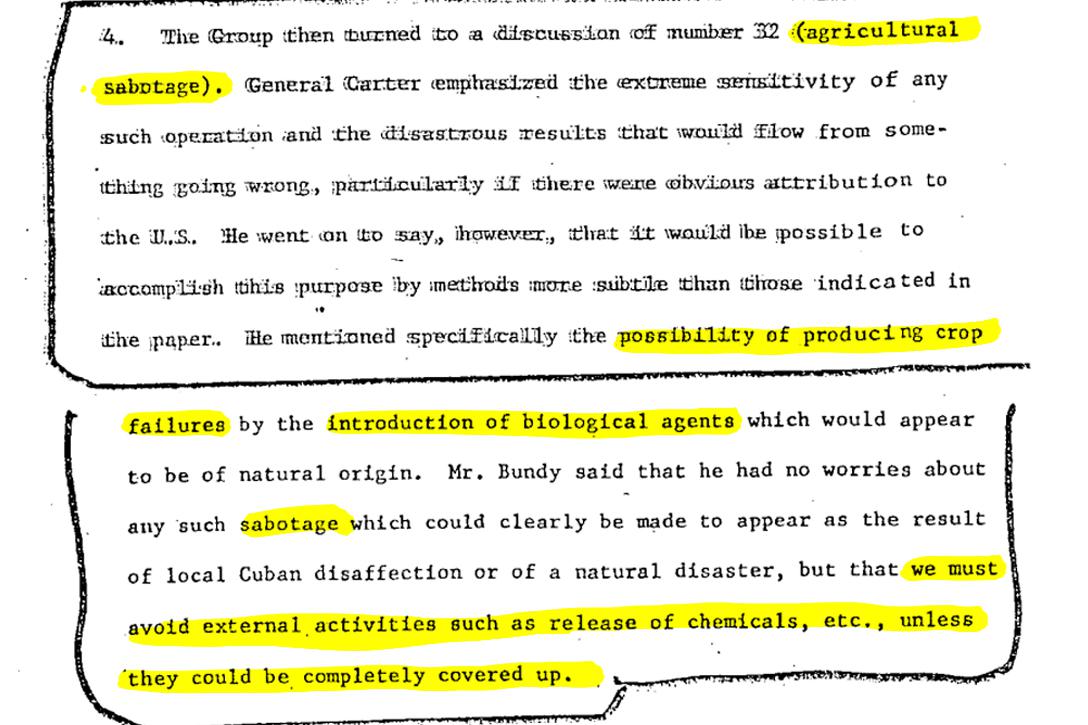 4. The Group then turned to a discussion of number 32 (agricultural
sabotage). General Carter emphasized the extreme sensitivity of any
such operation and the disastrous results that would flow from some-
thing going wrong, particularly if there were obvious attribution to
the U.S. He went on to say, however, that it would be possible to
accomplish this purpose by methods more subtle than those indicated in
the paper. He mentioned specifically the possibility of producing crop
failures by the introduction of biological agents which would appear
to be of natural origin. Mr. Bundy said that he had no worries about
any such sabotage which could clearly be made to appear as the result
of local Cuban disaffection or of a natural disaster, but that we must
avoid external activities such as release of chemicals, etc., unless
they could be completely covered up.